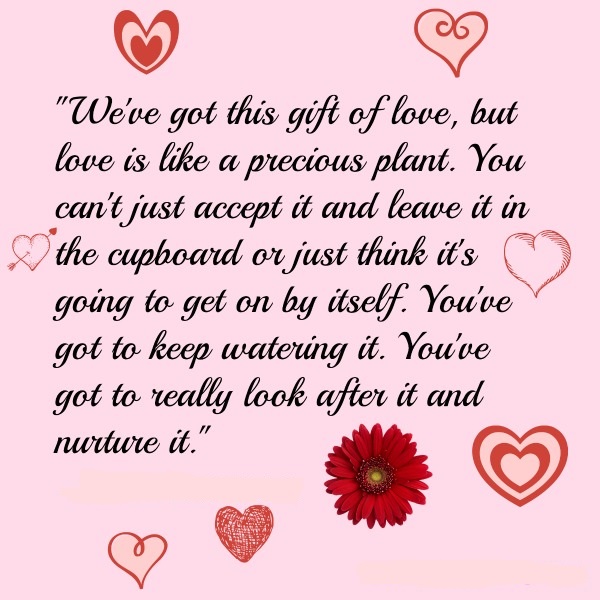 "We've got this gift of love, but
love is like a precious plant. You
can't just accept it and leave it in
the cupboard or just think it's
going to get on by itself. You've
got to keep watering it. You've
got to really look after it and
nurture it."